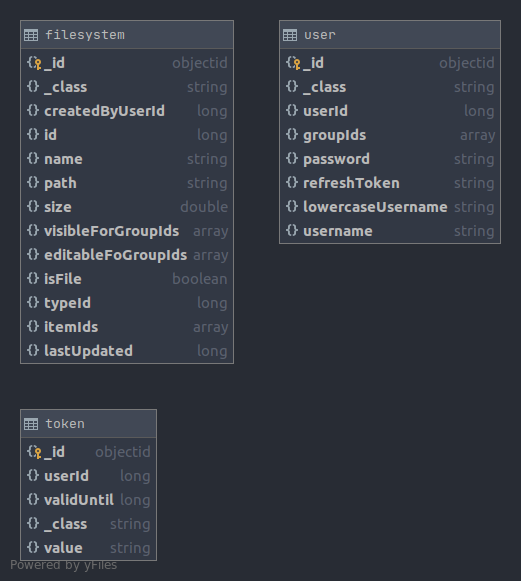 filesystem
_id objectid
_class string
createdByUserId long
id long
name string
path string
size double
visibleForGroupIds array
editableFoGroupIds array
isFile boolean
typeId long
itemIds array
lastUpdated long
user
_id objectid
_class string
userId long
groupIds array
password string
refreshToken string
lowercaseUsername string
username string
token
_id objectid
userId long
validUntil long
_class string
value string
Powered by yFiles